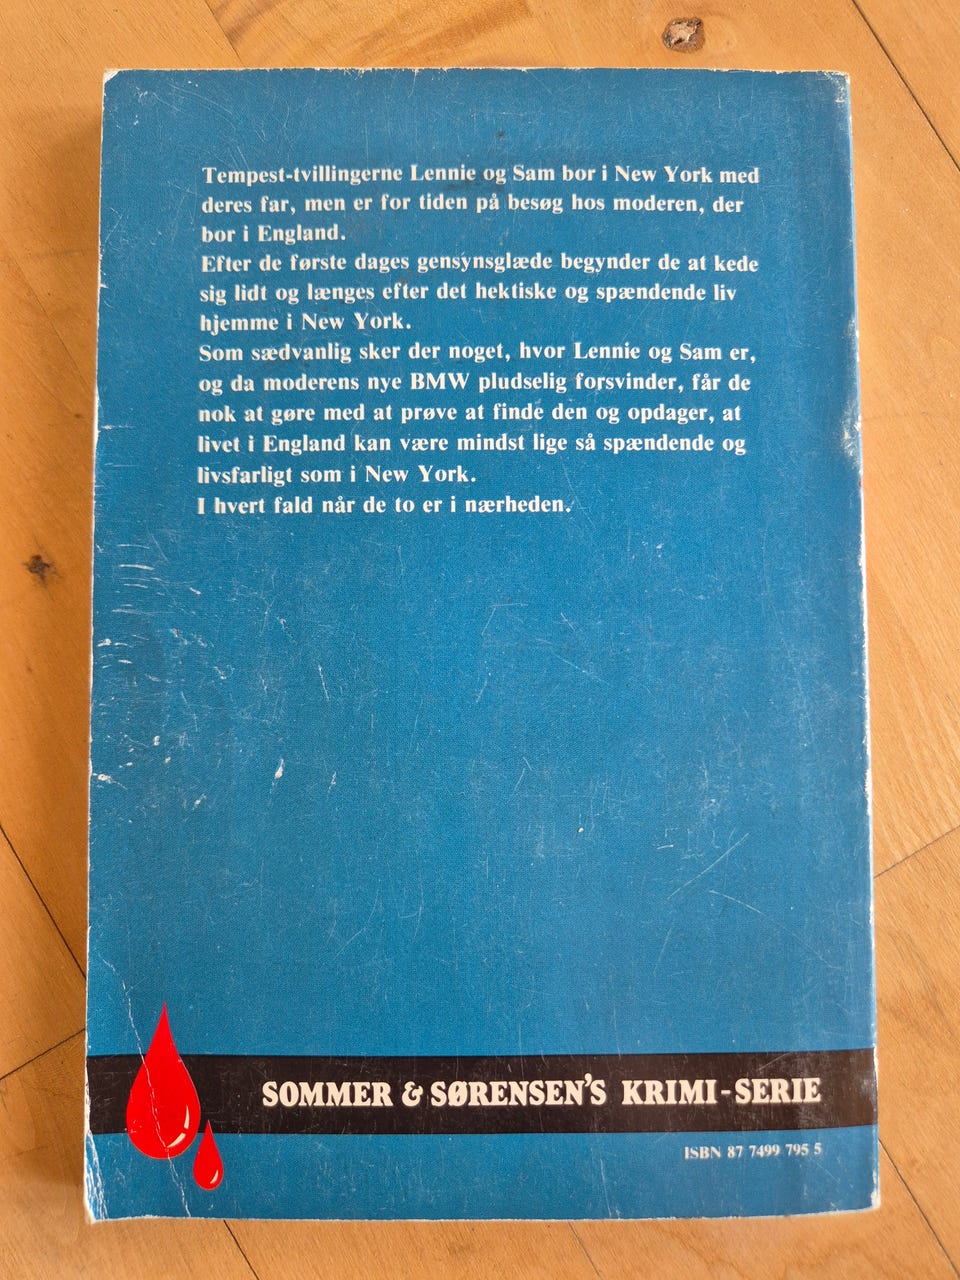 Tempest-tvillingerne Lennie og Sam bor i New York med
deres far, men er for tiden på besøg hos moderen, der
bor i England.
Efter de første dages gensynsglæde begynder de at kede
sig lidt og længes efter det hektiske og spændende liv
hjemme i New York.
Som sædvanlig sker der noget, hvor Lennie og Sam er,
og da moderens nye BMW pludselig forsvinder, får de
nok at gøre med at prøve at finde den og opdager, at
livet i England kan være mindst lige så spændende og
livsfarligt som i New York.
I hvert fald når de to er i nærheden.
SOMMER & SØRENSEN'S KRIMI-SERIE
ISBN 87 7499 795 5